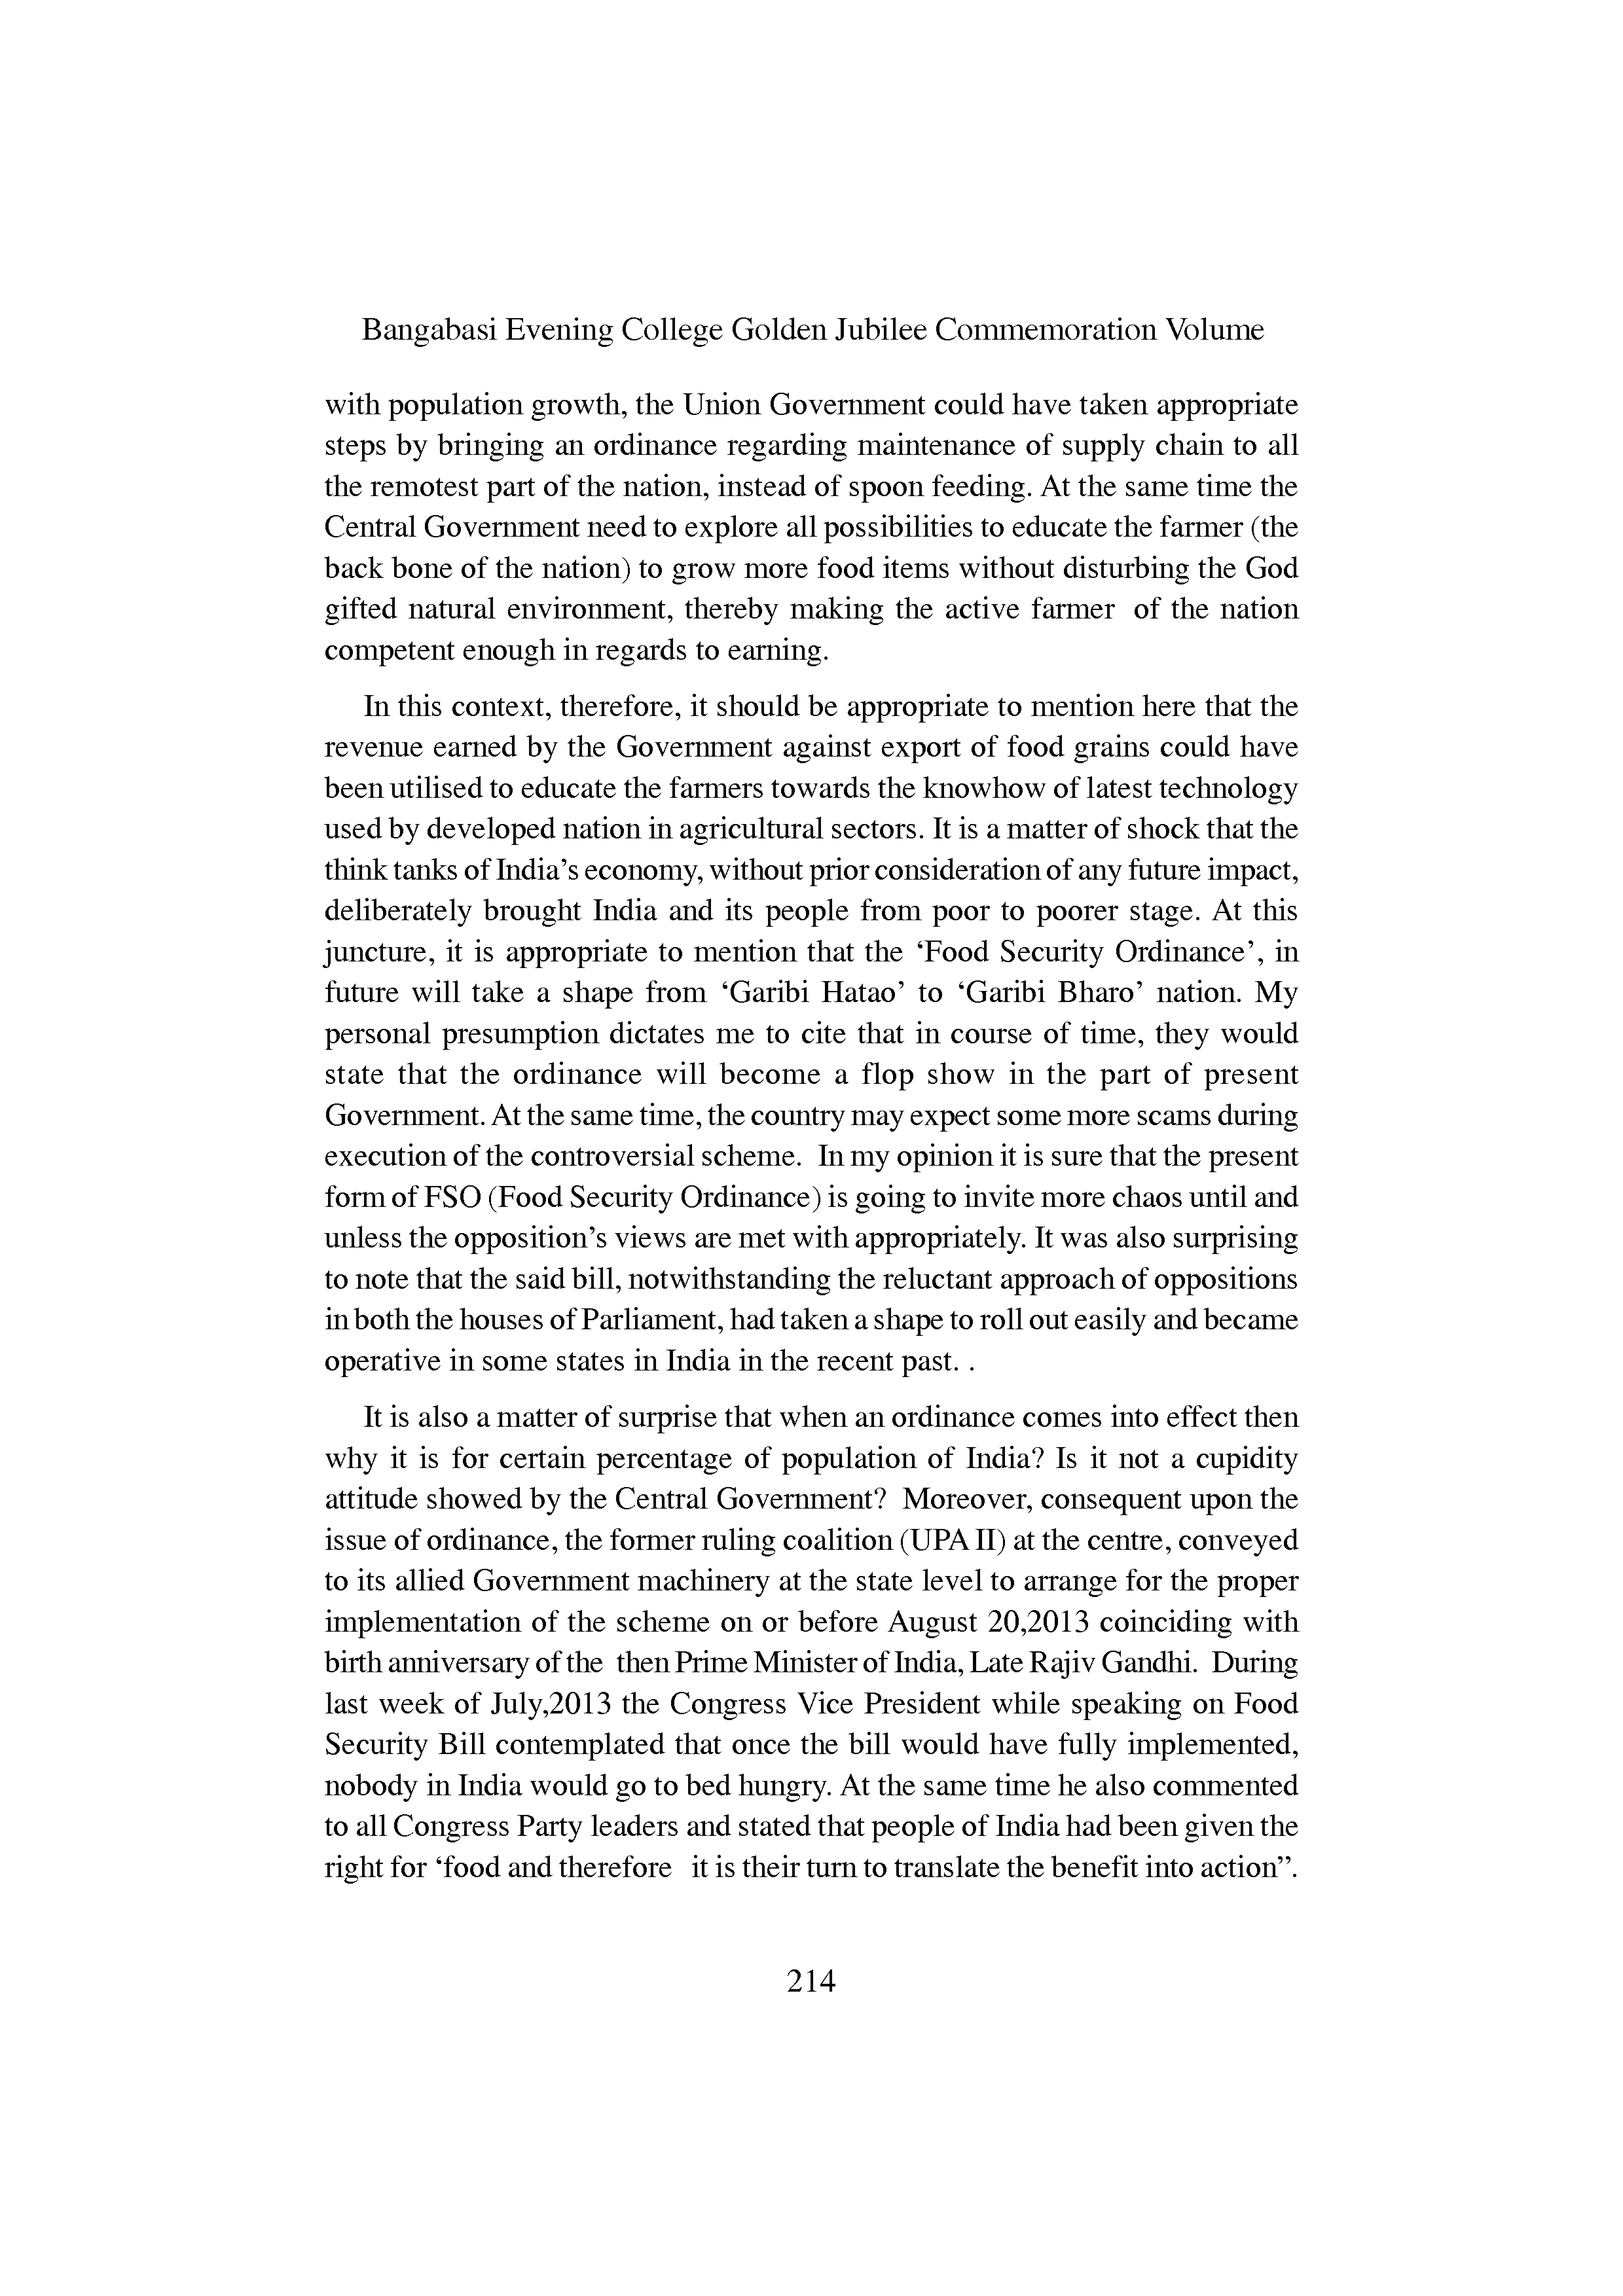 Bangabasi Evening College Golden Jubilee Commemoration Volume
with population growth, the Union Government could have taken appropriate
steps by bringing an ordinance regarding maintenance of supply chain to all
the remotest part of the nation, instead of spoon feeding. At the same time the
Central Government need to explore all possibilities to educate the farmer (the
back bone of the nation) to grow more food items without disturbing the God
gifted natural environment, thereby making the active farmer of the nation
competent enough in regards to earning.
In this context, therefore, it should be appropriate to mention here that the
revenue earned by the Government against export of food grains could have
been utilised to educate the farmers towards the knowhow of latest technology
used by developed nation in agricultural sectors. It is a matter of shock that the
think tanks of India’s economy, without prior consideration of any future impact,
deliberately brought India and its people from poor to poorer stage. At this
juncture, it is appropriate to mention that the ‘Food Security Ordinance’, in
future will take a shape from ‘Garibi Hatao’ to ‘Garibi Bharo’ nation. My
personal presumption dictates me to cite that in course of time, they would
state that the ordinance will become a flop show in the part of present
Government. At the same time, the country may expect some more scams during
execution of the controversial scheme. In my opinion it is sure that the present
form of FSO (Food Security Ordinance) is going to invite more chaos until and
unless the opposition’s views are met with appropriately. It was also surprising
to note that the said bill, notwithstanding the reluctant approach of oppositions
in both the houses of Parliament, had taken a shape to roll out easily and became
operative in some states in India in the recent past. .
It is also a matter of surprise that when an ordinance comes into effect then
why it is for certain percentage of population of India? Is it not a cupidity
attitude showed by the Central Government? Moreover, consequent upon the
issue of ordinance, the former ruling coalition (UPA II) at the centre, conveyed
to its allied Government machinery at the state level to arrange for the proper
implementation of the scheme on or before August 20,2013 coinciding with
birth anniversary of the then Prime Minister of India, Late Rajiv Gandhi. During
last week of July,2013 the Congress Vice President while speaking on Food
Security Bill contemplated that once the bill would have fully implemented,
nobody in India would go to bed hungry. At the same time he also commented
to all Congress Party leaders and stated that people of India had been given the
right for ‘food and therefore it is their turn to translate the benefit into action”.
214